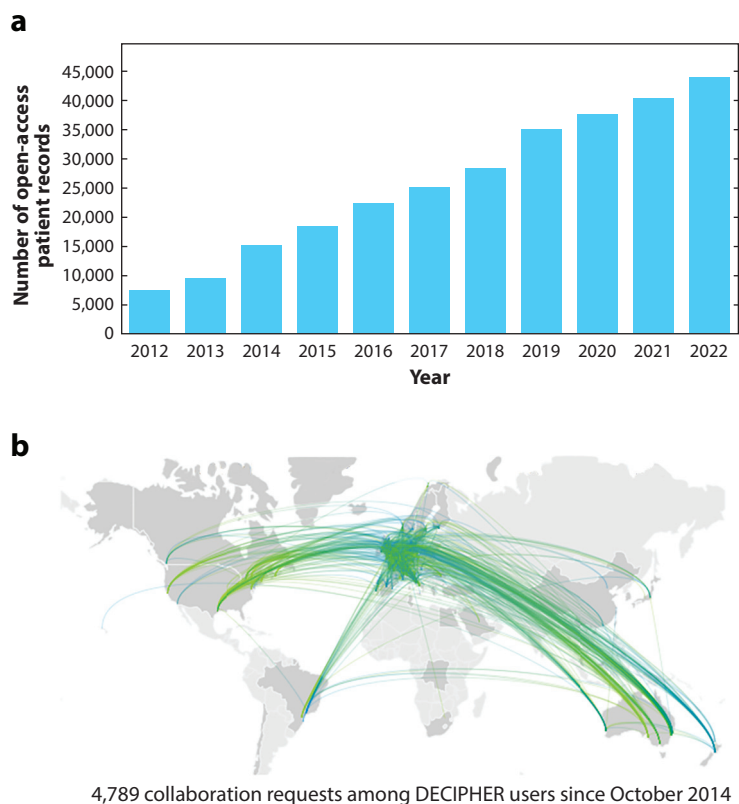 a
Number of open-access
patient records
45,000
40,000
35,000
30,000
25,000
20,000
15,000
10,000
5,000
0
2012 2013 2014 2015 2016 2017 2018 2019 2020 2021 2022
Year
b
4,789 collaboration requests among DECIPHER users since October 2014